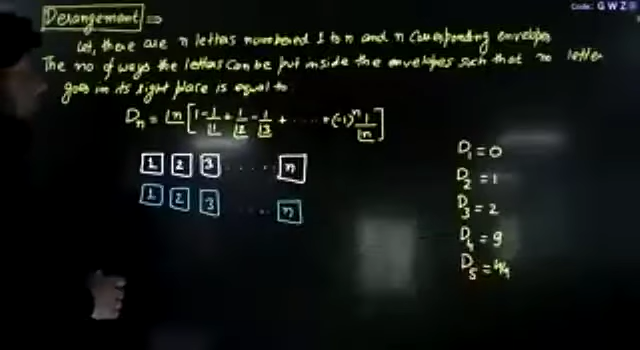 Code: G W Z
Derangement ⇒
Let, there are n letters numbered 1 to n and n Corresponding envelopes
The no of ways the letters can be put inside the envelopes such that no letter
goes in its right place is equal to
Dₙ = |n [1 - 1/|1 + 1/|2 - 1/|3 + ...... + (-1)ⁿ 1/|n]
1 2 3 ...... n
1 2 3 ..... n
D₁ = 0
D₂ = 1
D₃ = 2
D₄ = 9
D₅ = 44